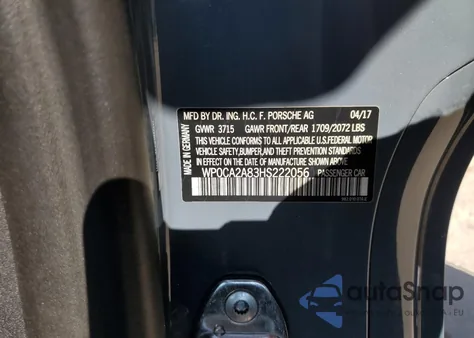 MFD BY DR. ING. H.C. F. PORSCHE AG 04/17
GVWR 3715 GAWR FRONT/REAR 1709/2072 LBS
THIS VEHICLE CONFORMS TO ALL APPLICABLE U.S.FEDERAL MOTOR
VEHICLE SAFETY,BUMPER,AND THEFT PREVENTION STANDARDS IN
EFFECT ON THE DATE OF MANUFACTURE SHOWN ABOVE.
WP0CA2A83HS222056 PASSENGER CAR
MADE IN GERMANY
autoSnap